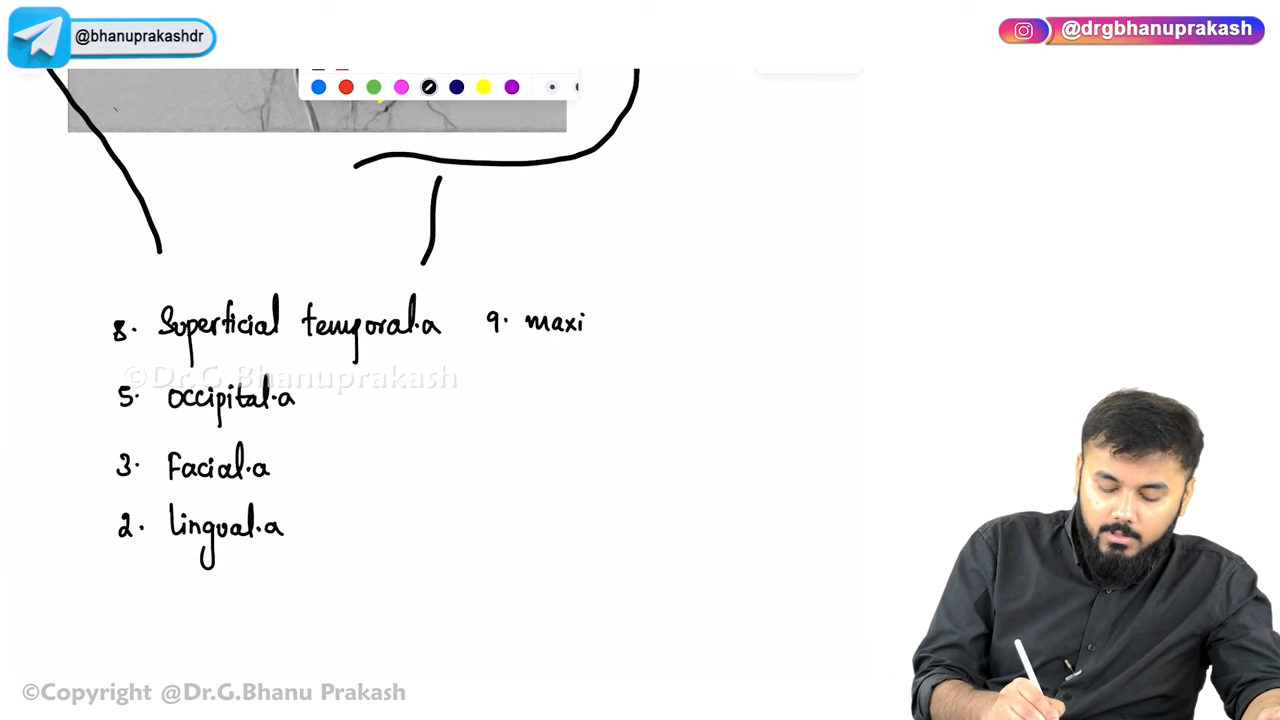 @bhanuprakashdr
@drgbhanuprakash
8. Superficial temporal.a 9. maxi
©Dr.G.Bhanuprakash
5. Occipital.a
3. Facial.a
2. Lingual.a
©Copyright @Dr.G.Bhanu Prakash